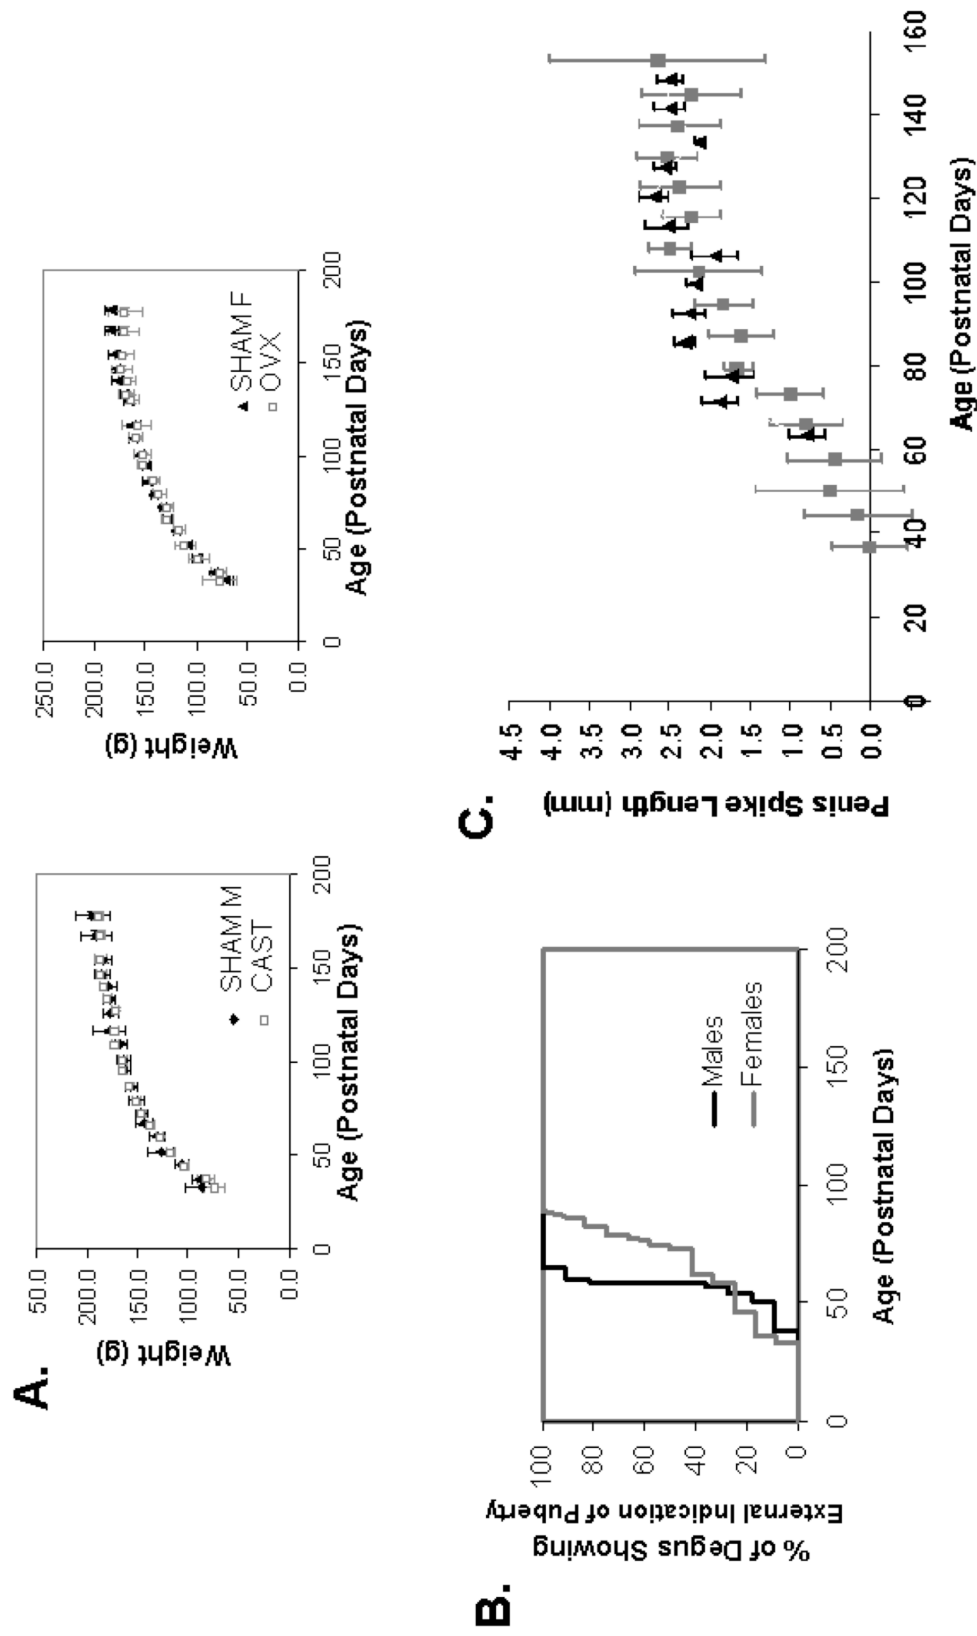 A.
50.0
200.0
150.0
100.0
50.0
0.0
Weight (g)
0 50 100 150 200
Age (Postnatal Days)
SHAM M
CAST
250.0
200.0
150.0
100.0
50.0
0.0
Weight (g)
0 50 100 150 200
Age (Postnatal Days)
SHAM F
OVX
B.
% of Degus Showing
External Indication of Puberty
100
80
60
40
20
0
0 50 100 150 200
Age (Postnatal Days)
Males
Females
C.
Penis Spike Length (mm)
4.5
4.0
3.5
3.0
2.5
2.0
1.5
1.0
0.5
0.0
0 20 40 60 80 100 120 140 160
Age (Postnatal Days)